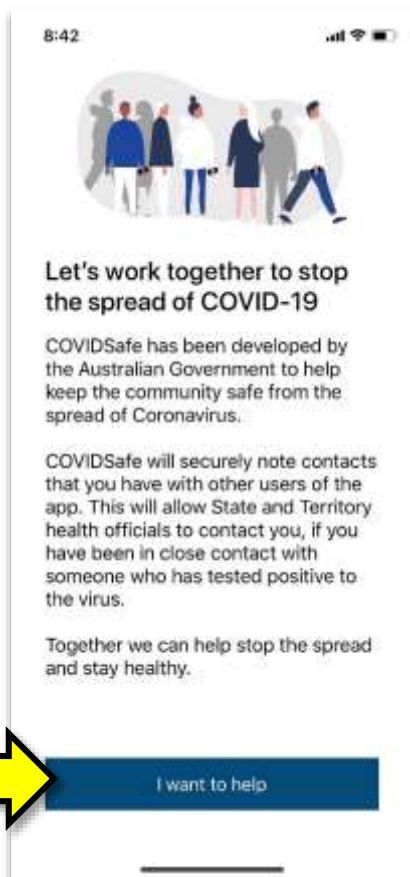 8:42
Let's work together to stop
the spread of COVID-19
COVIDSafe has been developed by
the Australian Government to help
keep the community safe from the
spread of Coronavirus.
COVIDSafe will securely note contacts
that you have with other users of the
app. This will allow State and Territory
health officials to contact you, if you
have been in close contact with
someone who has tested positive to
the virus.
Together we can help stop the spread
and stay healthy.
I want to help